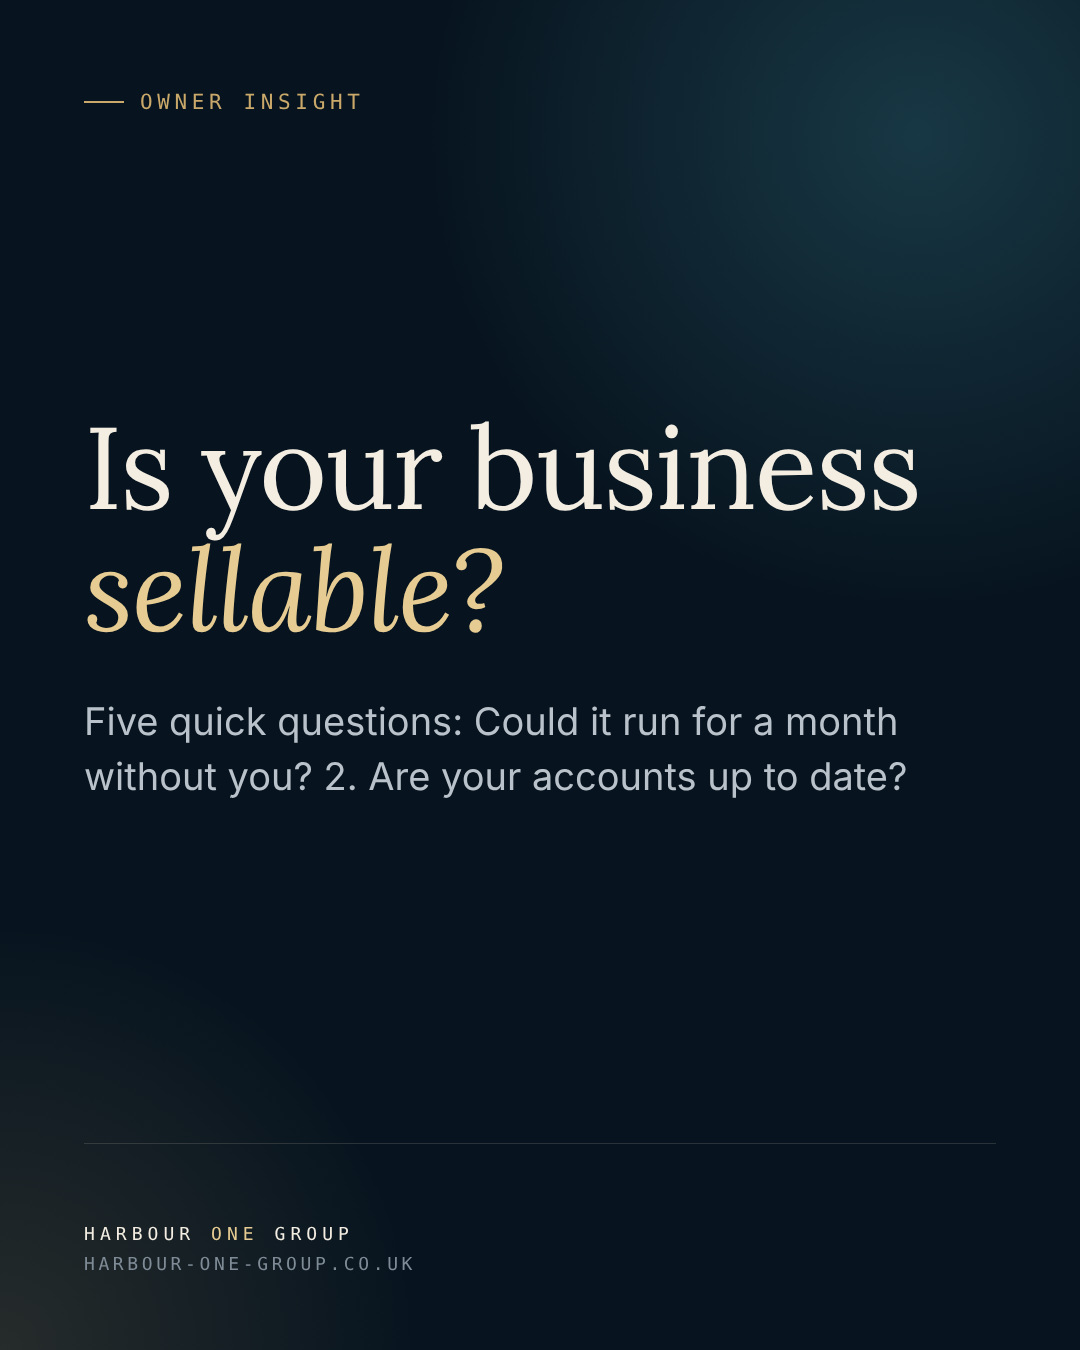 OWNER INSIGHT
Is your business
sellable?
Five quick questions: Could it run for a month
without you? 2. Are your accounts up to date?
HARBOUR ONE GROUP
HARBOUR-ONE-GROUP.CO.UK